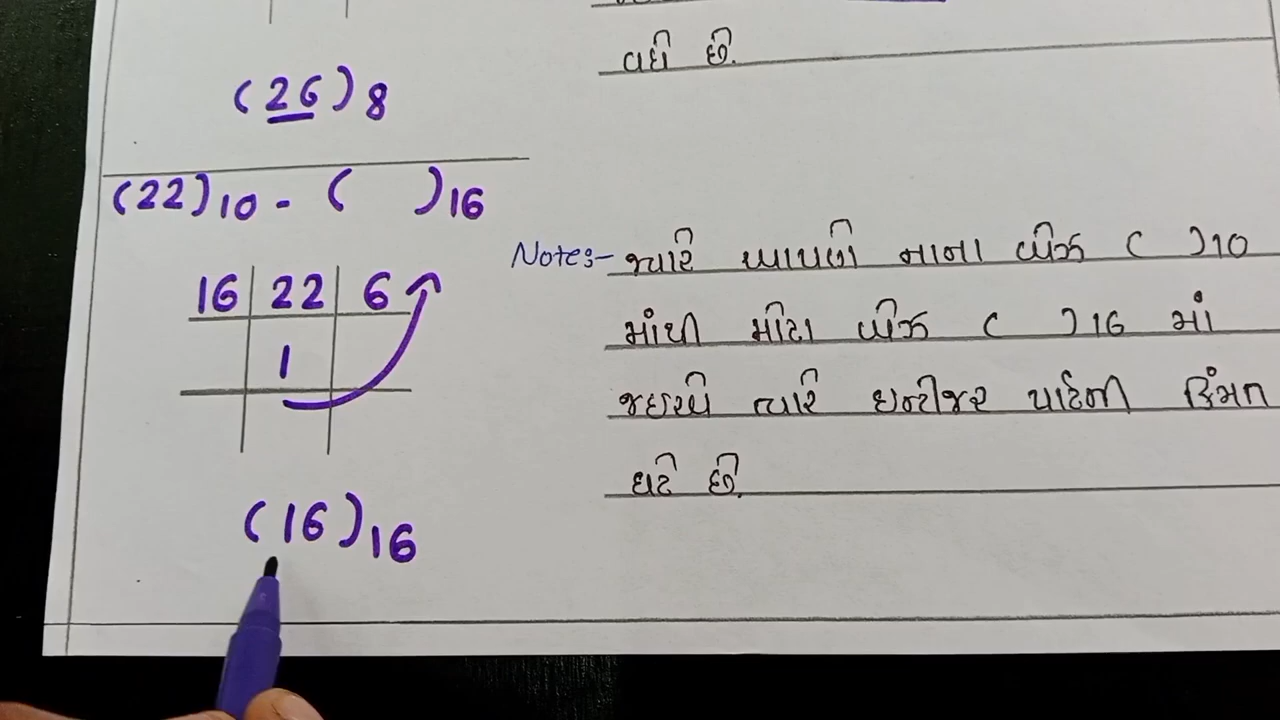 (26)8
(22)10 - ( )16
16 22 6
1
(16)16
વધે છે.
Notes:- જ્યારે આપણે નાના બેઝ ( )10
માંથી મોટા બેઝ ( )16 માં
જઇશું ત્યારે ઇન્ટીજર પાર્ટની કિંમત
ઘટે છે.